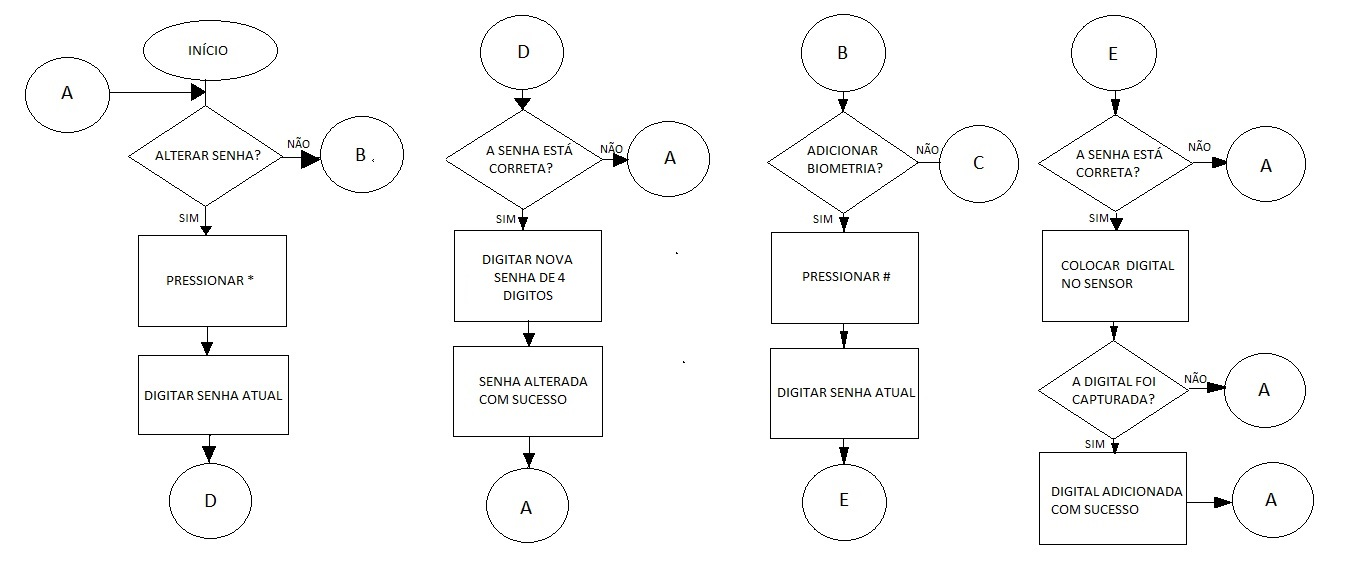 INÍCIO
A
ALTERAR SENHA?
NÃO
B
SIM
PRESSIONAR *
DIGITAR SENHA ATUAL
D
D
A SENHA ESTÁ
CORRETA?
NÃO
A
SIM
DIGITAR NOVA
SENHA DE 4
DIGITOS
SENHA ALTERADA
COM SUCESSO
A
B
ADICIONAR
BIOMETRIA?
NÃO
C
SIM
PRESSIONAR #
DIGITAR SENHA ATUAL
E
E
A SENHA ESTÁ
CORRETA?
NÃO
A
SIM
COLOCAR DIGITAL
NO SENSOR
A DIGITAL FOI
CAPTURADA?
NÃO
A
SIM
DIGITAL ADICIONADA
COM SUCESSO
A